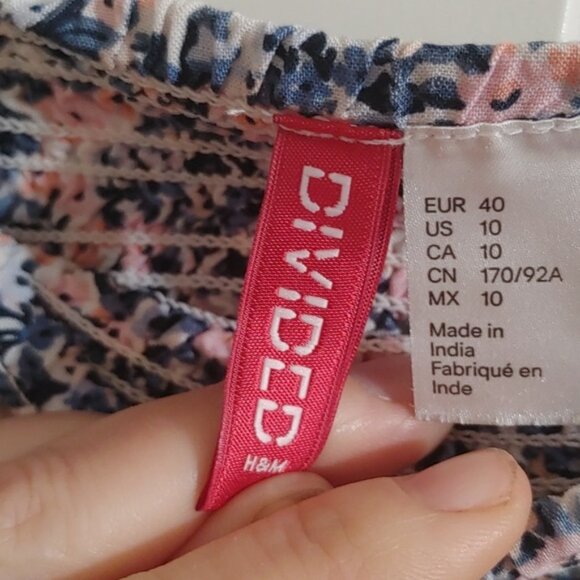 DIVIDED
H&M
EUR 40
US 10
CA 10
CN 170/92A
MX 10
Made in
India
Fabriqué en
Inde